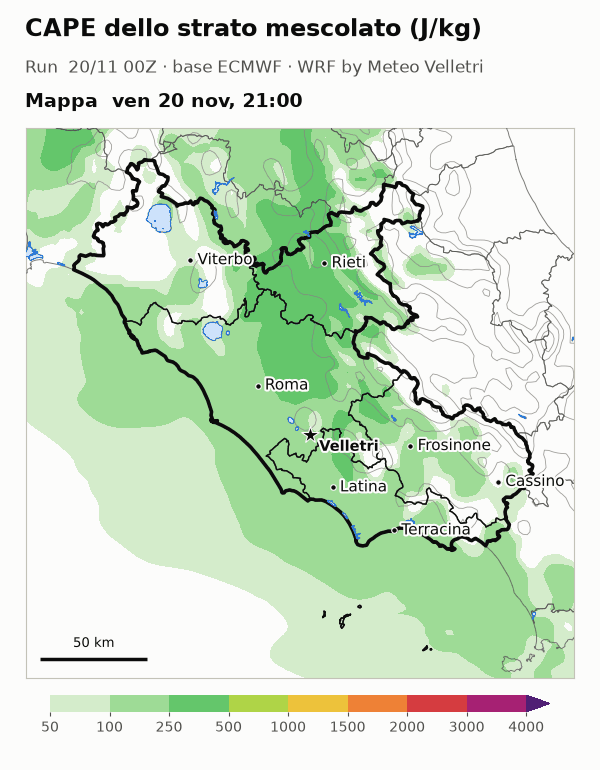 CAPE dello strato mescolato (J/kg)
Run  20/11 00Z · base ECMWF · WRF by Meteo Velletri
Mappa  ven 20 nov, 21:00
Viterbo
Rieti
Roma
Velletri
Frosinone
Latina
Cassino
Terracina
50 km
50 100 250 500 1000 1500 2000 3000 4000